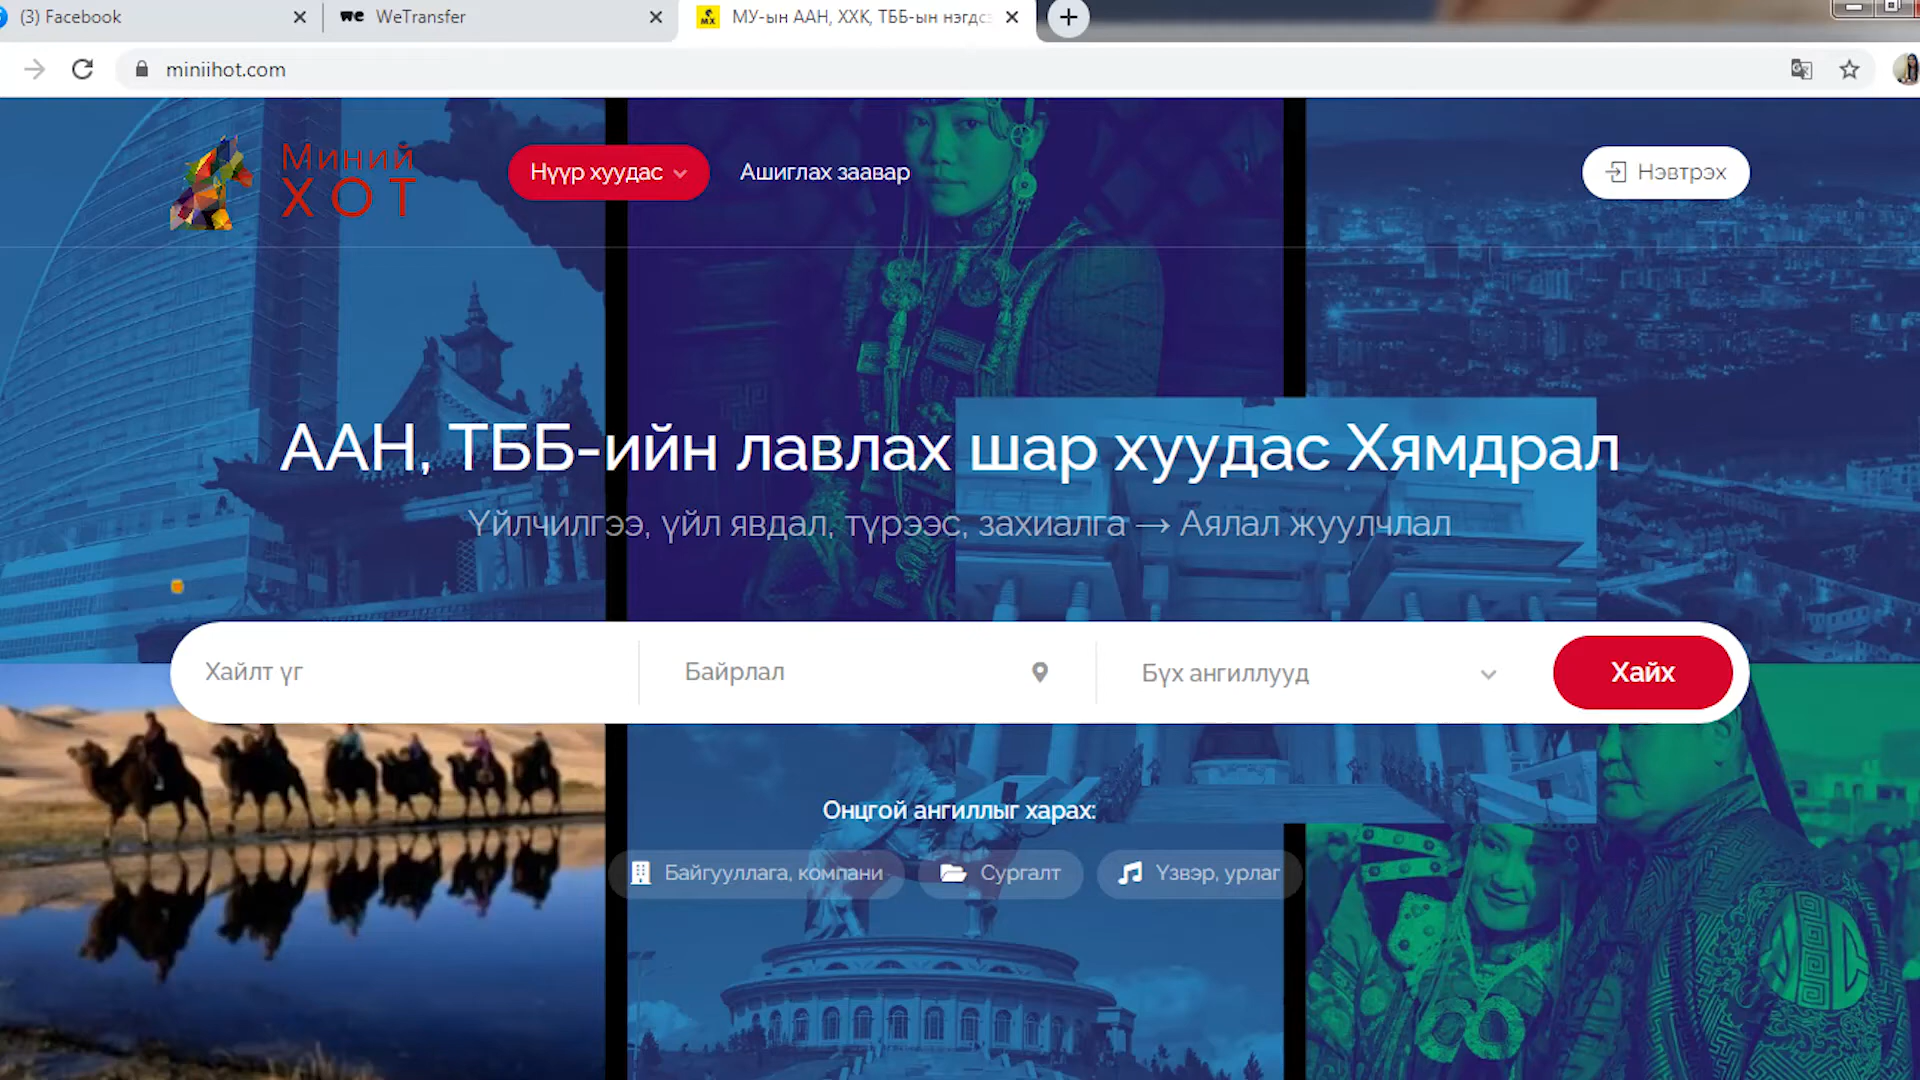 (3) Facebook
WeTransfer
МУ-ын ААН, ХХК, ТББ-ын нэгдс
miniihot.com
Миний
ХОТ
Нүүр хуудас
Ашиглах заавар
Нэвтрэх
ААН, ТББ-ийн лавлах шар хуудас Хямдрал
Үйлчилгээ, үйл явдал, түрээс, захиалга → Аялал жуулчлал
Хайлт үг
Байрлал
Бүх ангиллууд
Хайх
Онцгой ангиллыг харах:
Байгууллага, компани
Сургалт
Үзвэр, урлаг